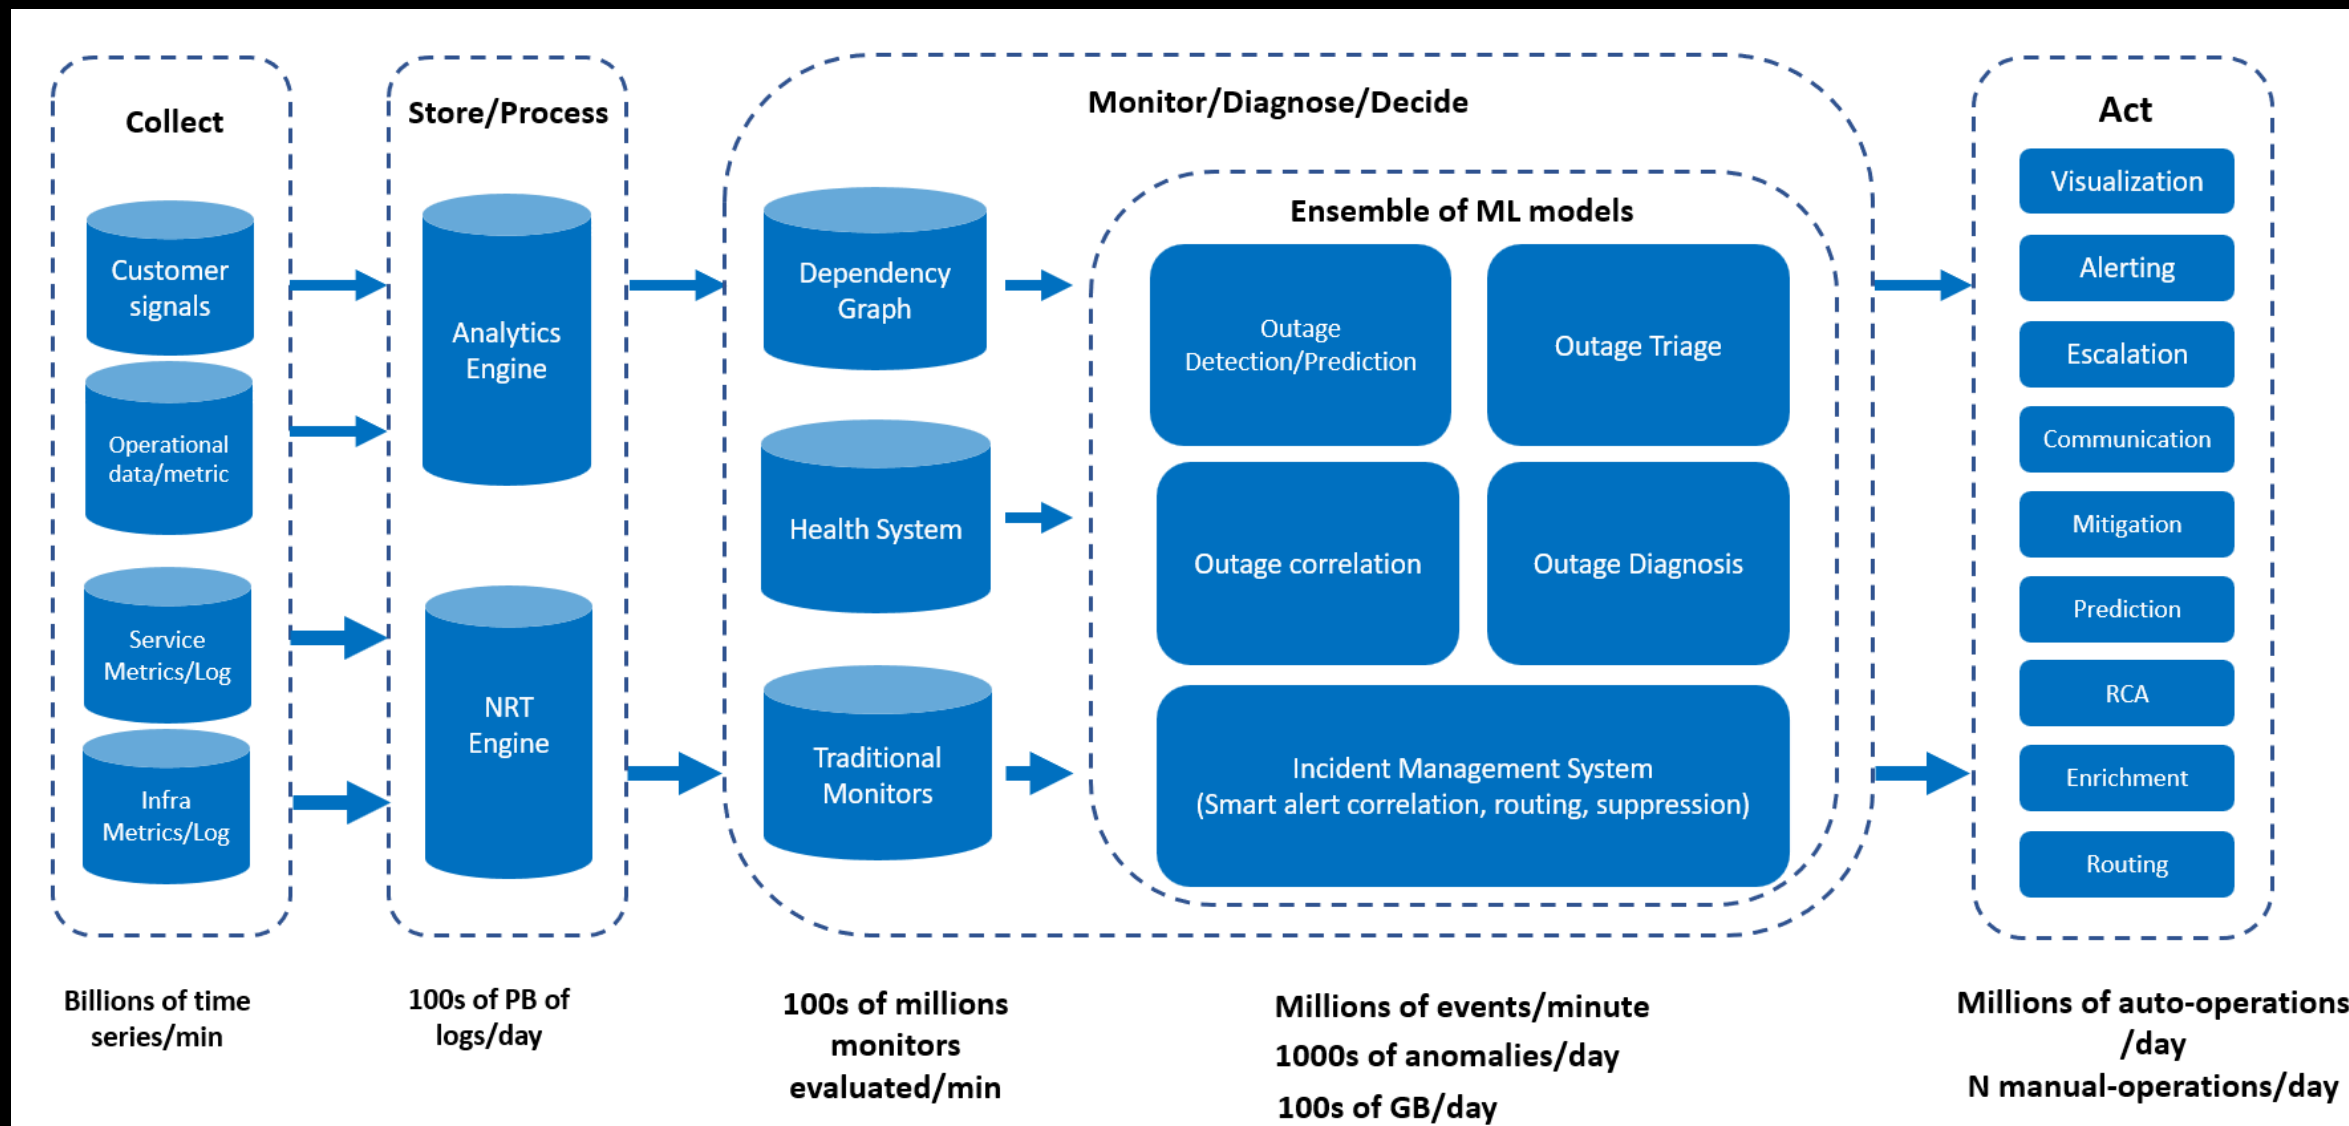 Collect
Customer
signals
Operational
data/metric
Service
Metrics/Log
Infra
Metrics/Log
Billions of time
series/min
Store/Process
Analytics
Engine
NRT
Engine
100s of PB of
logs/day
Monitor/Diagnose/Decide
Dependency
Graph
Health System
Traditional
Monitors
100s of millions
monitors
evaluated/min
Ensemble of ML models
Outage
Detection/Prediction
Outage Triage
Outage correlation
Outage Diagnosis
Incident Management System
(Smart alert correlation, routing, suppression)
Millions of events/minute
1000s of anomalies/day
100s of GB/day
Act
Visualization
Alerting
Escalation
Communication
Mitigation
Prediction
RCA
Enrichment
Routing
Millions of auto-operations
/day
N manual-operations/day